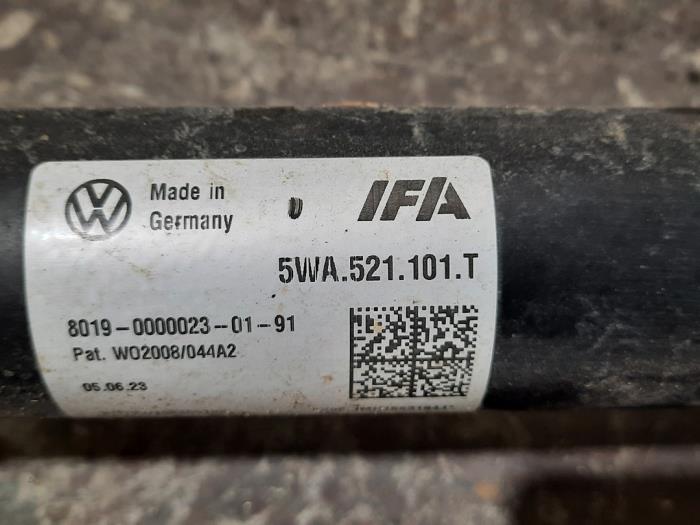 Made in
Germany
IFA
5WA.521.101.T
8019-0000023-01-91
Pat. WO2008/044A2
05.06.23